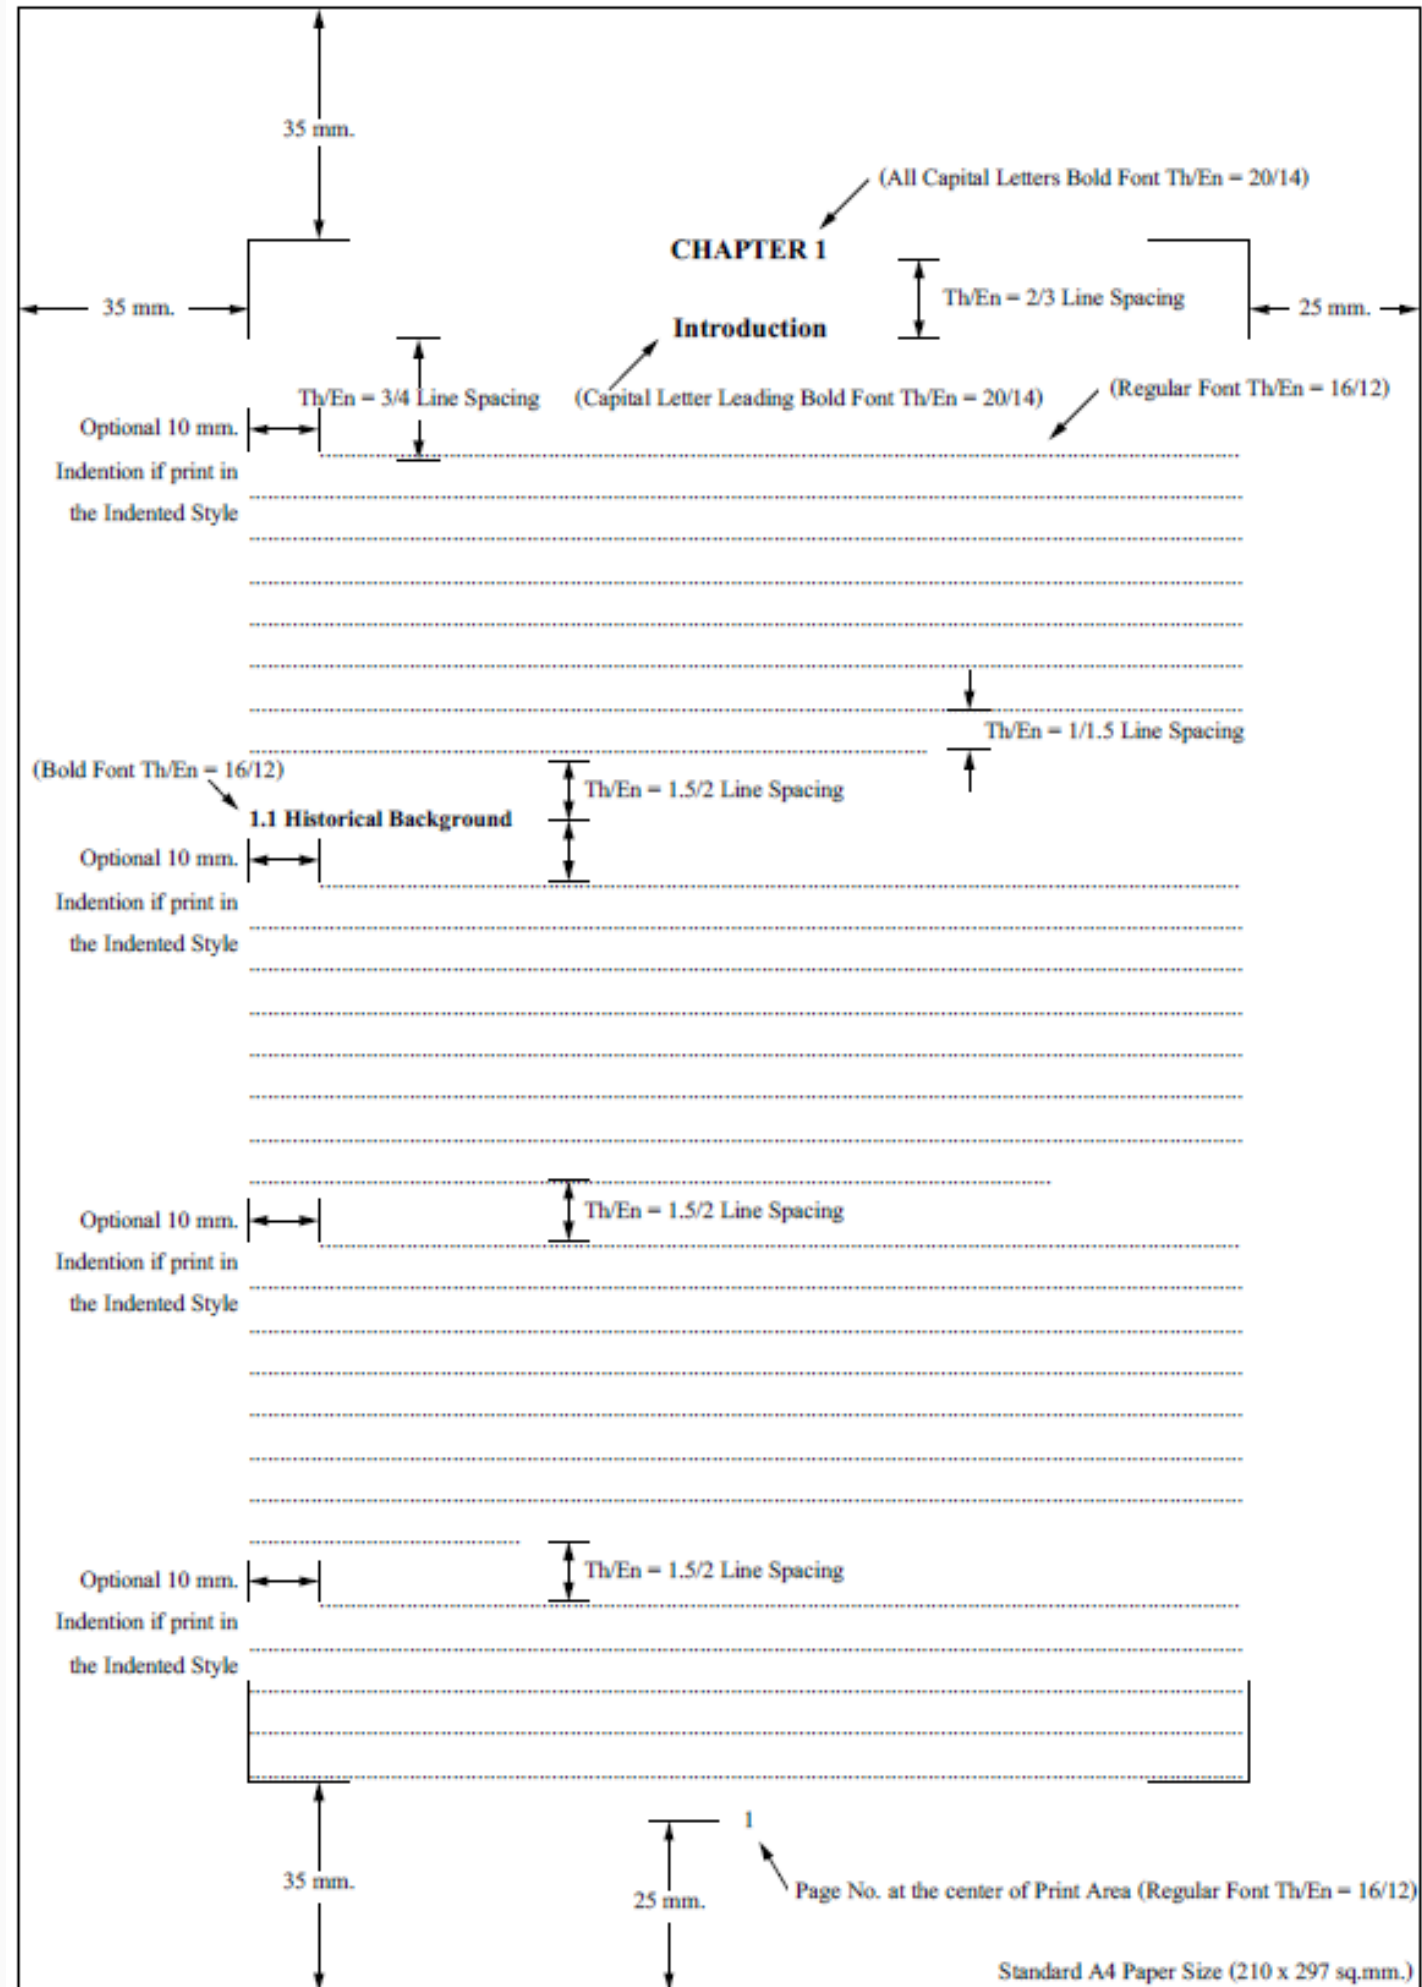 35 mm.
(All Capital Letters Bold Font Th/En = 20/14)
CHAPTER 1
35 mm.
Th/En = 2/3 Line Spacing
25 mm.
Introduction
Th/En = 3/4 Line Spacing
(Capital Letter Leading Bold Font Th/En = 20/14)
(Regular Font Th/En = 16/12)
Optional 10 mm.
Indention if print in
the Indented Style
Th/En = 1/1.5 Line Spacing
(Bold Font Th/En = 16/12)
Th/En = 1.5/2 Line Spacing
1.1 Historical Background
Optional 10 mm.
Indention if print in
the Indented Style
Th/En = 1.5/2 Line Spacing
Optional 10 mm.
Indention if print in
the Indented Style
Th/En = 1.5/2 Line Spacing
Optional 10 mm.
Indention if print in
the Indented Style
1
35 mm.
25 mm.
Page No. at the center of Print Area (Regular Font Th/En = 16/12)
Standard A4 Paper Size (210 x 297 sq.mm.)